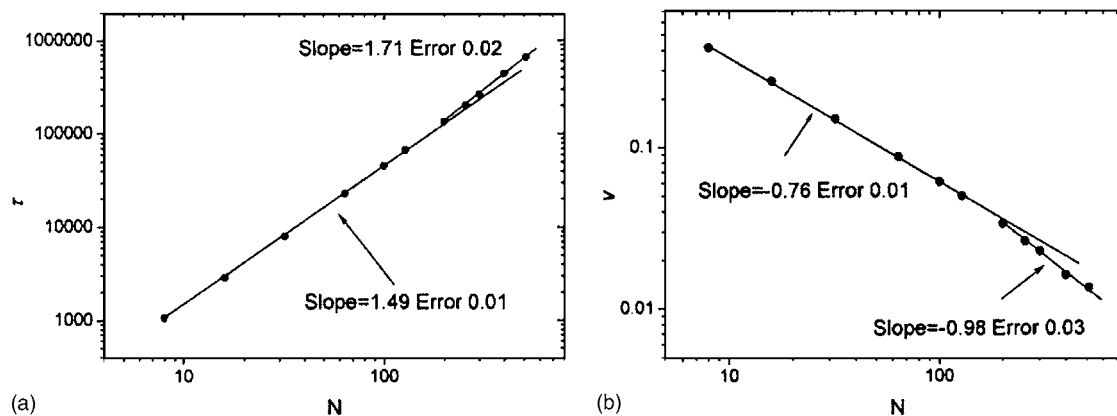 1000000
100000
10000
1000
τ
Slope=1.71 Error 0.02
Slope=1.49 Error 0.01
10
100
(a)
N
0.1
0.01
v
Slope=-0.76 Error 0.01
Slope=-0.98 Error 0.03
10
100
(b)
N